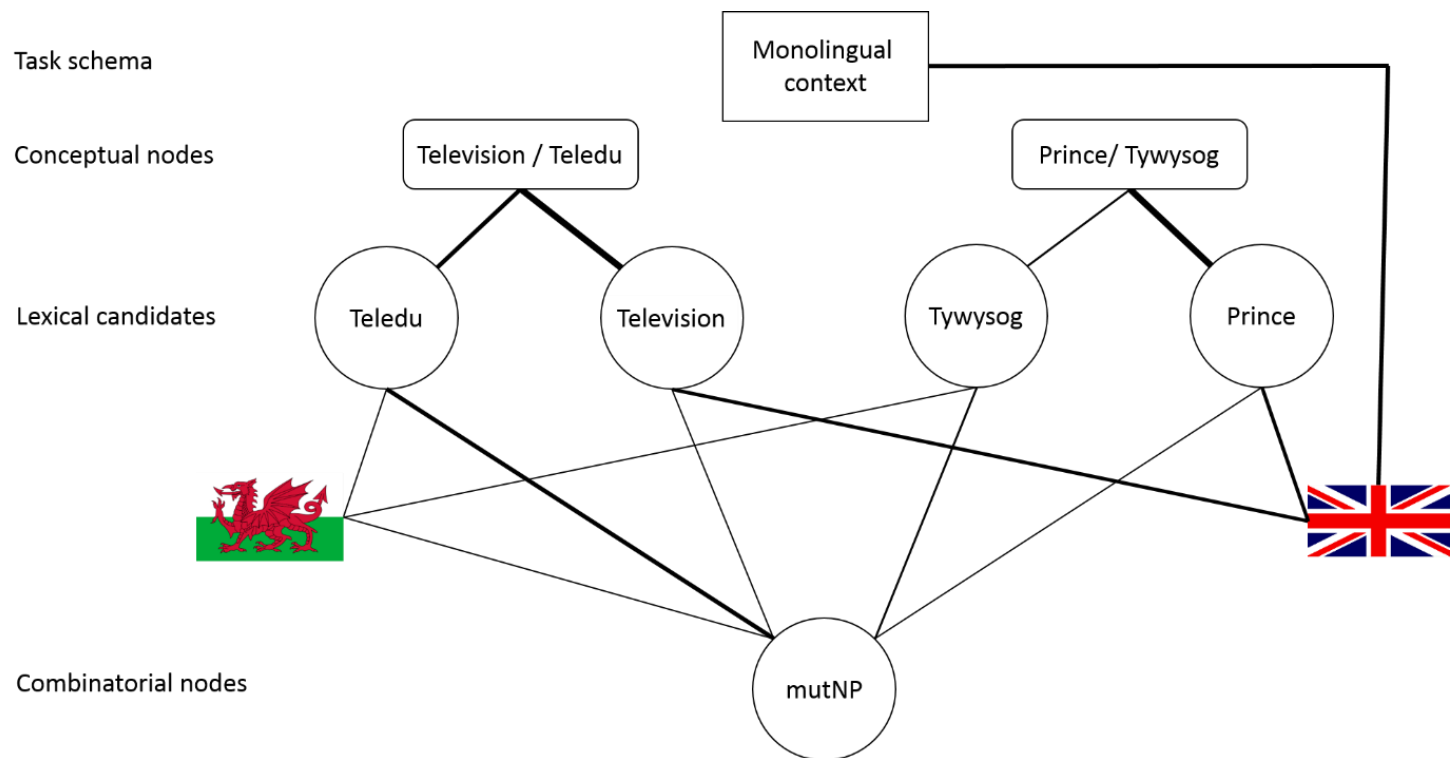 Task schema
Monolingual
context
Conceptual nodes
Television / Teledu
Prince/ Tywysog
Lexical candidates
Teledu
Television
Tywysog
Prince
Combinatorial nodes
mutNP